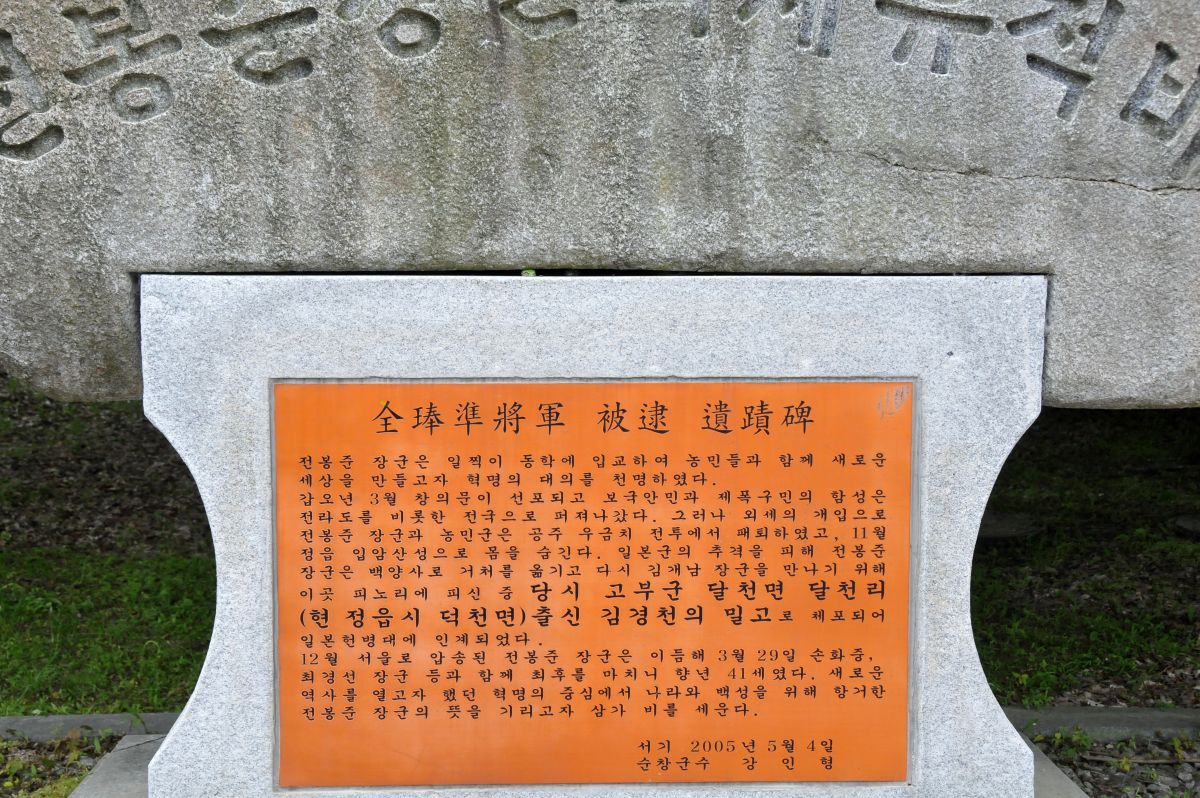 전봉준장군피체유적비
全琫準將軍 被逮 遺蹟碑
전봉준 장군은 일찍이 동학에 입교하여 농민들과 함께 새로운
세상을 만들고자 혁명의 대의를 천명하였다.
갑오년 3월 창의문이 선포되고 보국안민과 제폭구민의 함성은
전라도를 비롯한 전국으로 퍼져나갔다. 그러나 외세의 개입으로
전봉준 장군과 농민군은 공주 우금치 전투에서 패퇴하였고, 11월
정읍 입암산성으로 몸을 숨긴다. 일본군의 추격을 피해 전봉준
장군은 백양사로 거처를 옮기고 다시 김개남 장군을 만나기 위해
이곳 피노리에 피신 중 당시 고부군 달천면 달천리
(현 정읍시 덕천면)출신 김경천의 밀고로 체포되어
일본헌병대에 인계되었다.
12월 서울로 압송된 전봉준 장군은 이듬해 3월 29일 손화중,
최경선 장군 등과 함께 최후를 마치니 향년 41세였다. 새로운
역사를 열고자 했던 혁명의 중심에서 나라와 백성을 위해 항거한
전봉준 장군의 뜻을 기리고자 삼가 비를 세운다.
서기 2005년 5월 4일
순창군수 강 인 형